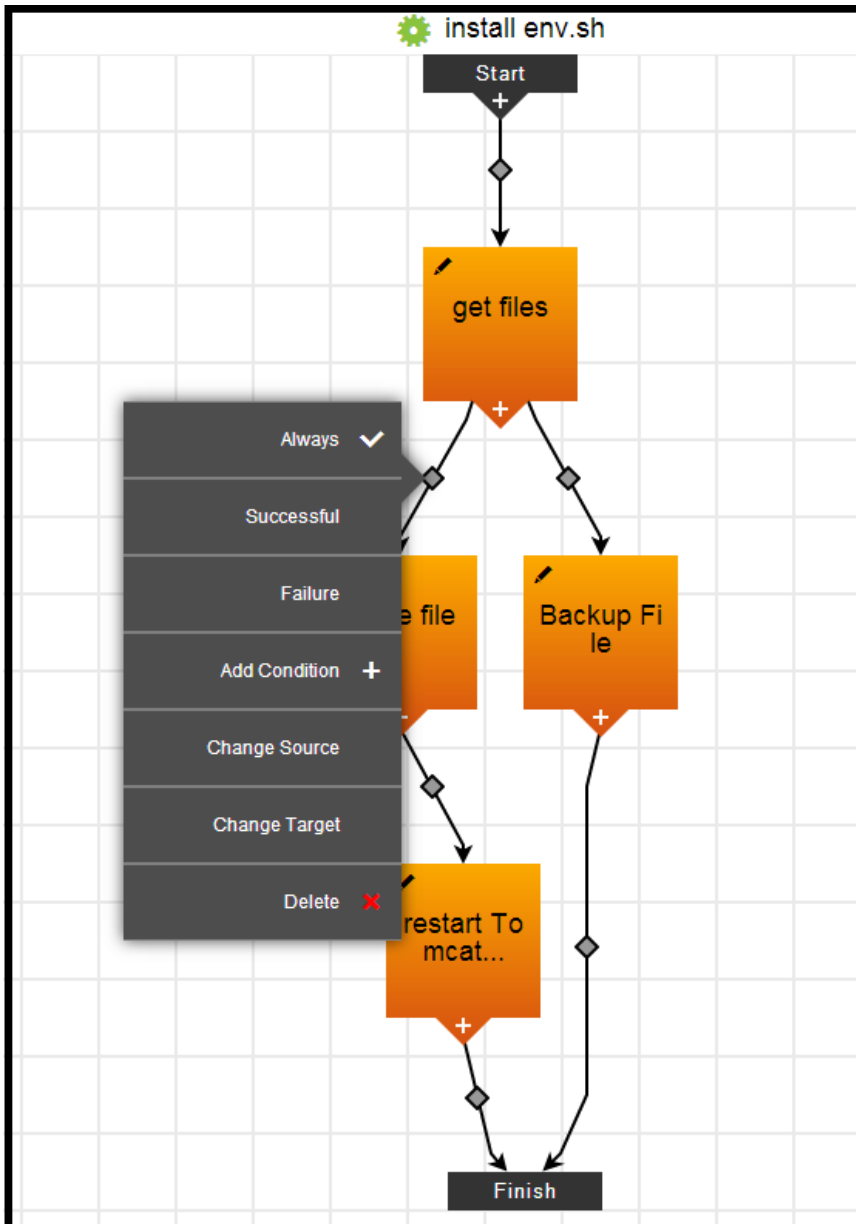 install env.sh
Start
get files
Always
Successful
Failure
Add Condition
Change Source
Change Target
Delete
e file
Backup Fi
le
restart To
mcat...
Finish